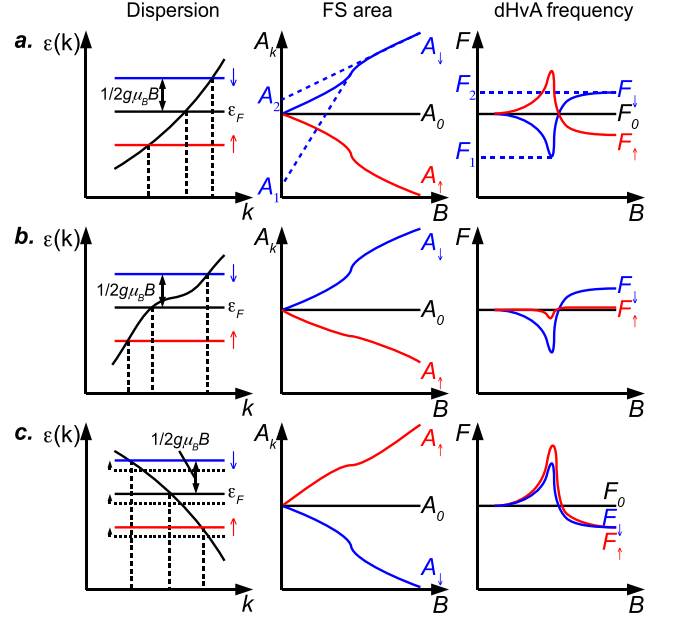 Dispersion FS area dHvA frequency
a. ε(k) A_k F
1/2gμ_BB ↓ ε_F ↑ k
A_2 A_1 A_↓ A_0 A_↑ B
F_2 F_1 F_↓ F_0 F_↑ B
b. ε(k) A_k F
1/2gμ_BB ↓ ε_F ↑ k
A_↓ A_0 A_↑ B
F_↓ F_↑ B
c. ε(k) A_k F
1/2gμ_BB ↓ ε_F ↑ k
A_↑ A_0 A_↓ B
F_0 F_↓ F_↑ B